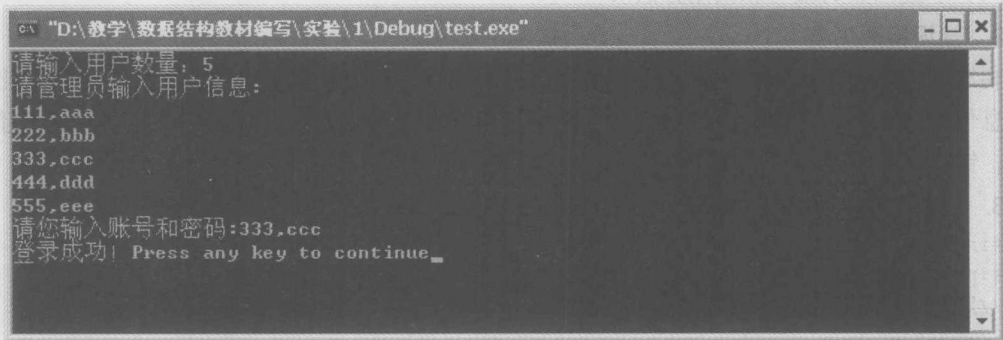 "D:\教学\数据结构教材编写\实验\1\Debug\test.exe"
请输入用户数量：5
请管理员输入用户信息：
111,aaa
222,bbb
333,ccc
444,ddd
555,eee
请您输入账号和密码:333,ccc
登录成功！Press any key to continue_